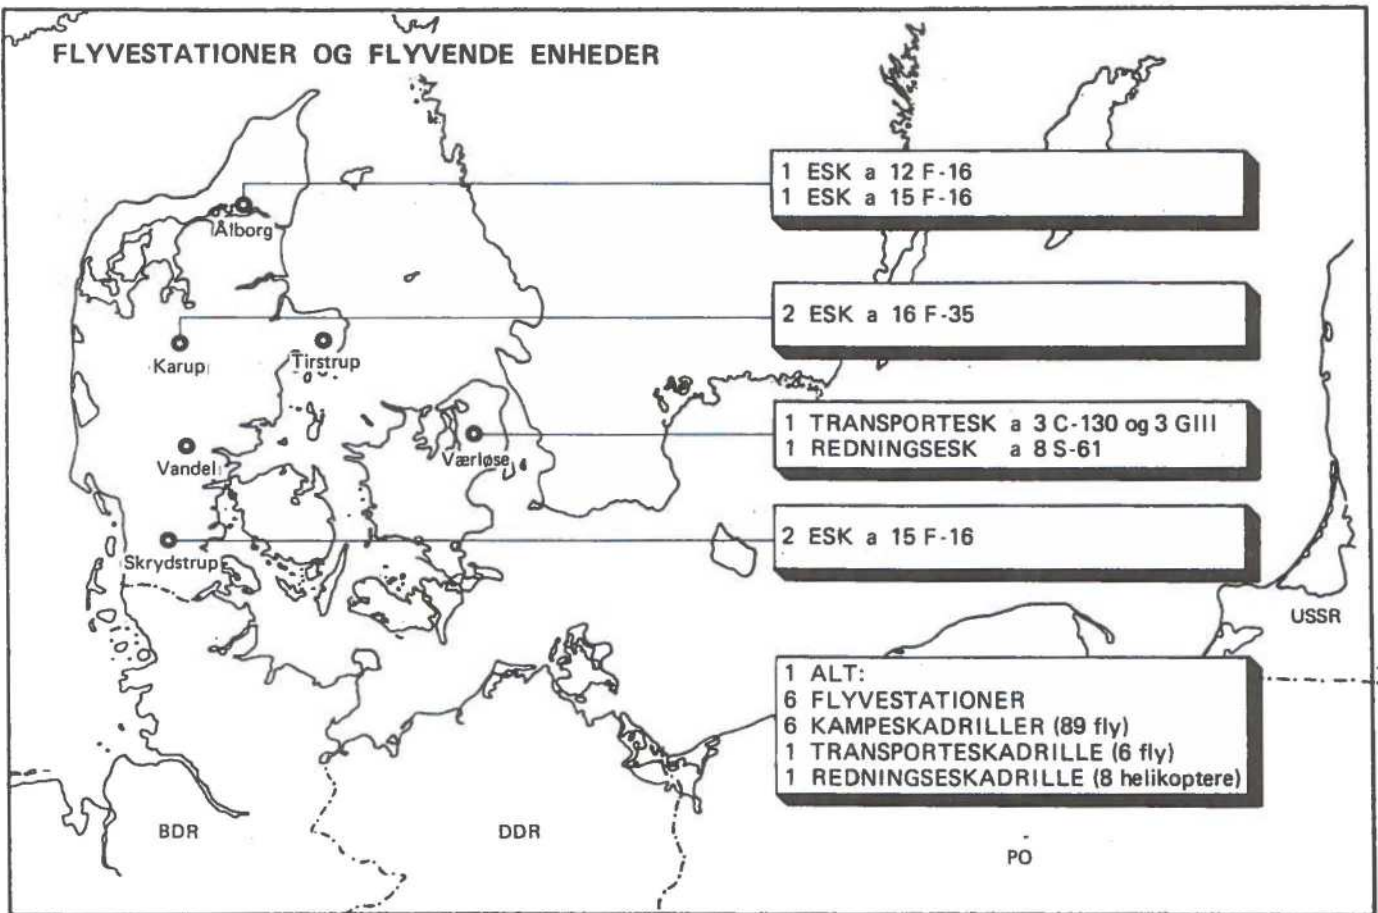 FLYVESTATIONER OG FLYVENDE ENHEDER
1 ESK a 12 F-16
1 ESK a 15 F-16
Ålborg
2 ESK a 16 F-35
Karup
Tirstrup
1 TRANSPORTESK a 3 C-130 og 3 GIII
1 REDNINGSESK a 8 S-61
Vandel
Værløse
2 ESK a 15 F-16
Skrydstrup
USSR
1 ALT:
6 FLYVESTATIONER
6 KAMPESKADRILLER (89 fly)
1 TRANSPORTESKADRILLE (6 fly)
1 REDNINGSESKADRILLE (8 helikoptere)
BDR
DDR
PO